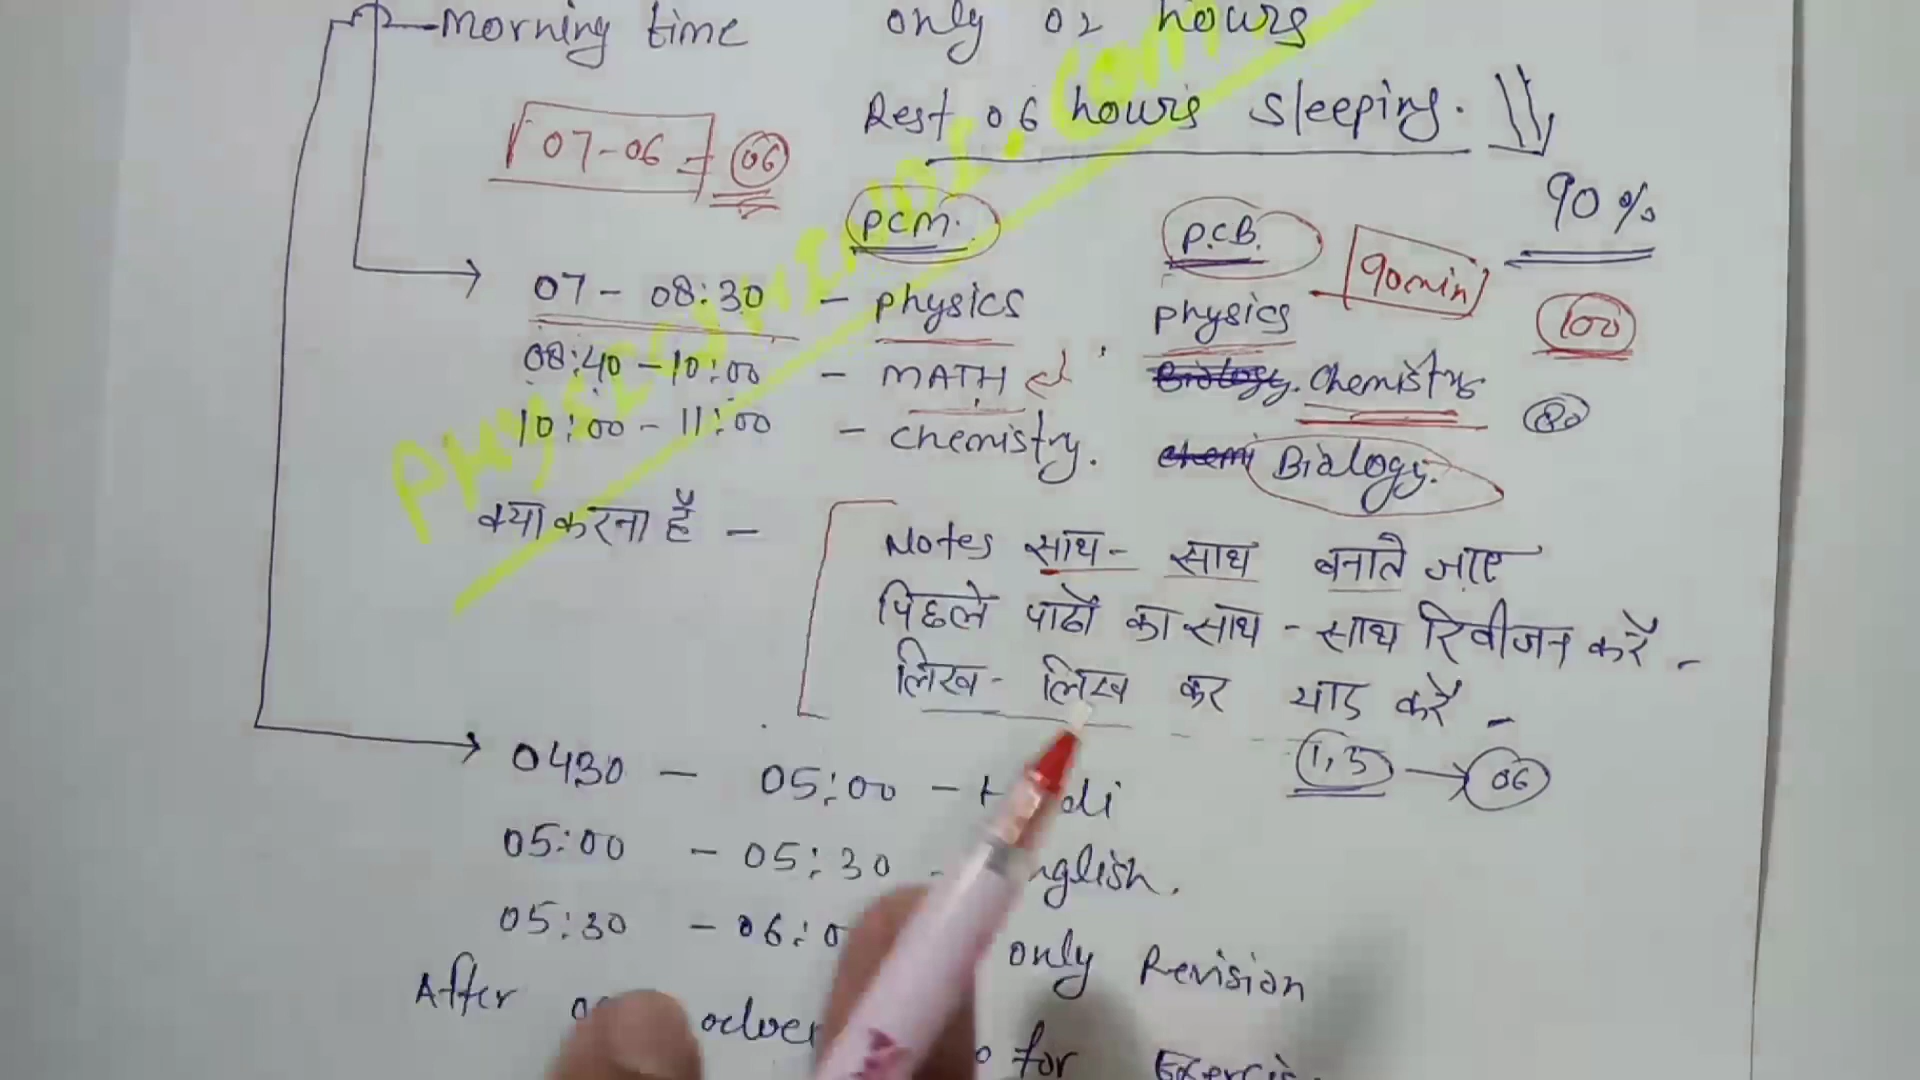 Morning time only 02 hours
Rest 06 hours sleeping.
07-06 = 06
90 %
PCM. P.C.B. 90min
07 - 08:30 - physics physics 100
08:40 - 10:00 - MATH Biology. Chemistry
10:00 - 11:00 - chemistry. chemi Biology. 80
क्या करना है - Notes साथ - साथ बनाते जाए
पिछले पाठों का साथ - साथ रिवीजन करें -
लिख - लिख कर याद करें -
0430 - 05:00 -
05:00 - 05:30 -
05:30 - only Revision
After for
06